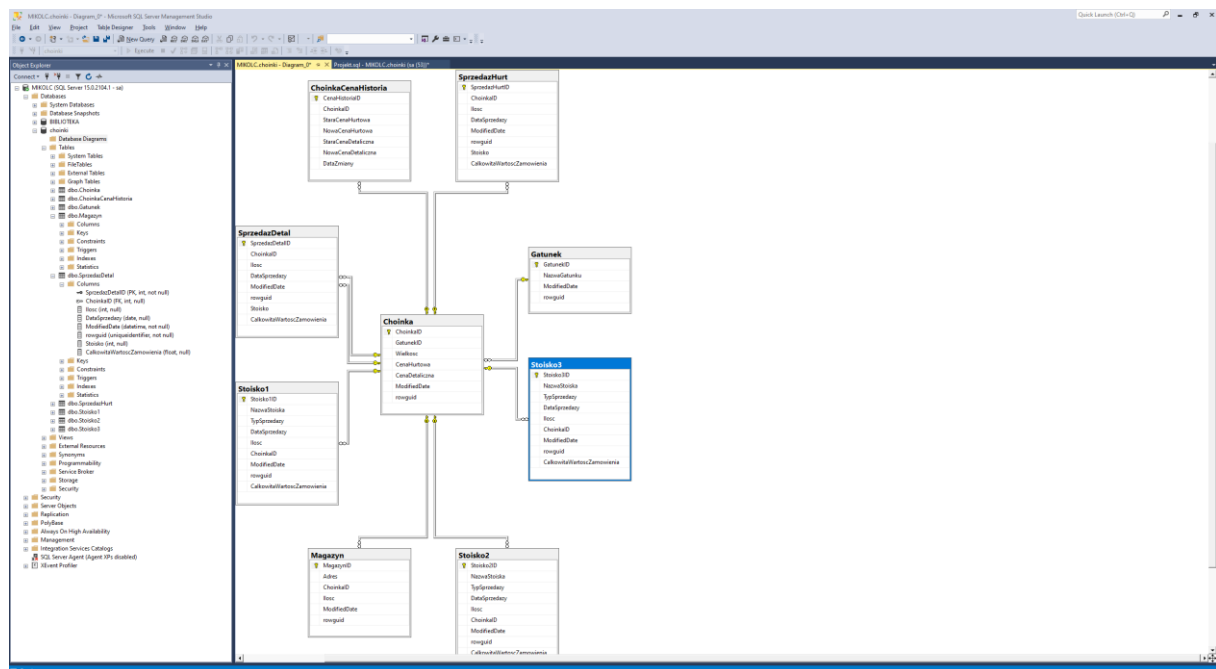 MIKOLC.choinki - Diagram_0* - Microsoft SQL Server Management Studio
Quick Launch (Ctrl+Q)
File Edit View Project Table Designer Tools Window Help
New Query
choinki
Execute
Object Explorer
MIKOLC.choinki - Diagram_0*
Projekt.sql - MIKOLC.choinki (sa (53))*
Connect
MIKOLC (SQL Server 15.0.2104.1 - sa)
Databases
System Databases
Database Snapshots
BIBLIOTEKA
choinki
Database Diagrams
Tables
System Tables
FileTables
External Tables
Graph Tables
dbo.Choinka
dbo.ChoinkaCenaHistoria
dbo.Gatunek
dbo.Magazyn
Columns
Keys
Constraints
Triggers
Indexes
Statistics
dbo.SprzedazDetal
Columns
SprzedazDetalID (PK, int, not null)
ChoinkaID (FK, int, null)
Ilosc (int, null)
DataSprzedazy (date, null)
ModifiedDate (datetime, not null)
rowguid (uniqueidentifier, not null)
Stoisko (int, null)
CalkowitaWartoscZamowienia (float, null)
Keys
Constraints
Triggers
Indexes
Statistics
dbo.SprzedazHurt
dbo.Stoisko1
dbo.Stoisko2
dbo.Stoisko3
Views
External Resources
Synonyms
Programmability
Service Broker
Storage
Security
Security
Server Objects
Replication
PolyBase
Always On High Availability
Management
Integration Services Catalogs
SQL Server Agent (Agent XPs disabled)
XEvent Profiler
ChoinkaCenaHistoria
CenaHistoriaID
ChoinkaID
StaraCenaHurtowa
NowaCenaHurtowa
StaraCenaDetaliczna
NowaCenaDetaliczna
DataZmiany
SprzedazHurt
SprzedazHurtID
ChoinkaID
Ilosc
DataSprzedazy
ModifiedDate
rowguid
Stoisko
CalkowitaWartoscZamowienia
SprzedazDetal
SprzedazDetalID
ChoinkaID
Ilosc
DataSprzedazy
ModifiedDate
rowguid
Stoisko
CalkowitaWartoscZamowienia
Gatunek
GatunekID
NazwaGatunku
ModifiedDate
rowguid
Choinka
ChoinkaID
GatunekID
Wielkosc
CenaHurtowa
CenaDetaliczna
ModifiedDate
rowguid
Stoisko3
Stoisko3ID
NazwaStoiska
TypSprzedazy
DataSprzedazy
Ilosc
ChoinkaID
ModifiedDate
rowguid
CalkowitaWartoscZamowienia
Stoisko1
Stoisko1ID
NazwaStoiska
TypSprzedazy
DataSprzedazy
Ilosc
ChoinkaID
ModifiedDate
rowguid
CalkowitaWartoscZamowienia
Magazyn
MagazynID
Adres
ChoinkaID
Ilosc
ModifiedDate
rowguid
Stoisko2
Stoisko2ID
NazwaStoiska
TypSprzedazy
DataSprzedazy
Ilosc
ChoinkaID
ModifiedDate
rowguid
CalkowitaWartoscZamowienia